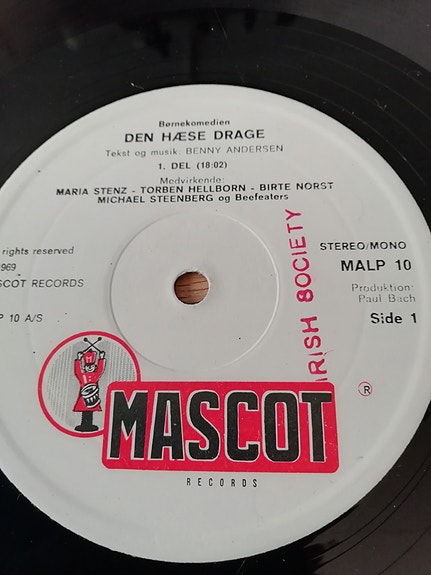 Børnekomedien
DEN HÆSE DRAGE
Tekst og musik: BENNY ANDERSEN
1. DEL (18:02)
Medvirkende:
MARIA STENZ - TORBEN HELLBORN - BIRTE NORST
MICHAEL STEENBERG og Beefeaters
rights reserved
969
SCOT RECORDS
P 10 A/S
STEREO/MONO
MALP 10
Produktion:
Paul Bach
Side 1
IRISH SOCIETY
M
MASCOT
®
RECORDS